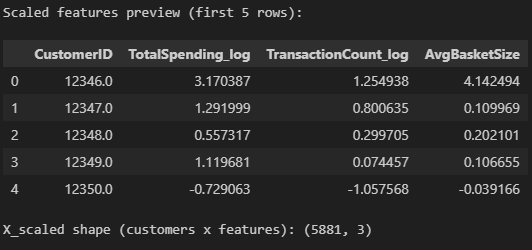 Scaled features preview (first 5 rows):
CustomerID TotalSpending_log TransactionCount_log AvgBasketSize
0 12346.0 3.170387 1.254938 4.142494
1 12347.0 1.291999 0.800635 0.109969
2 12348.0 0.557317 0.299705 0.202101
3 12349.0 1.119681 0.074457 0.106655
4 12350.0 -0.729063 -1.057568 -0.039166
X_scaled shape (customers x features): (5881, 3)